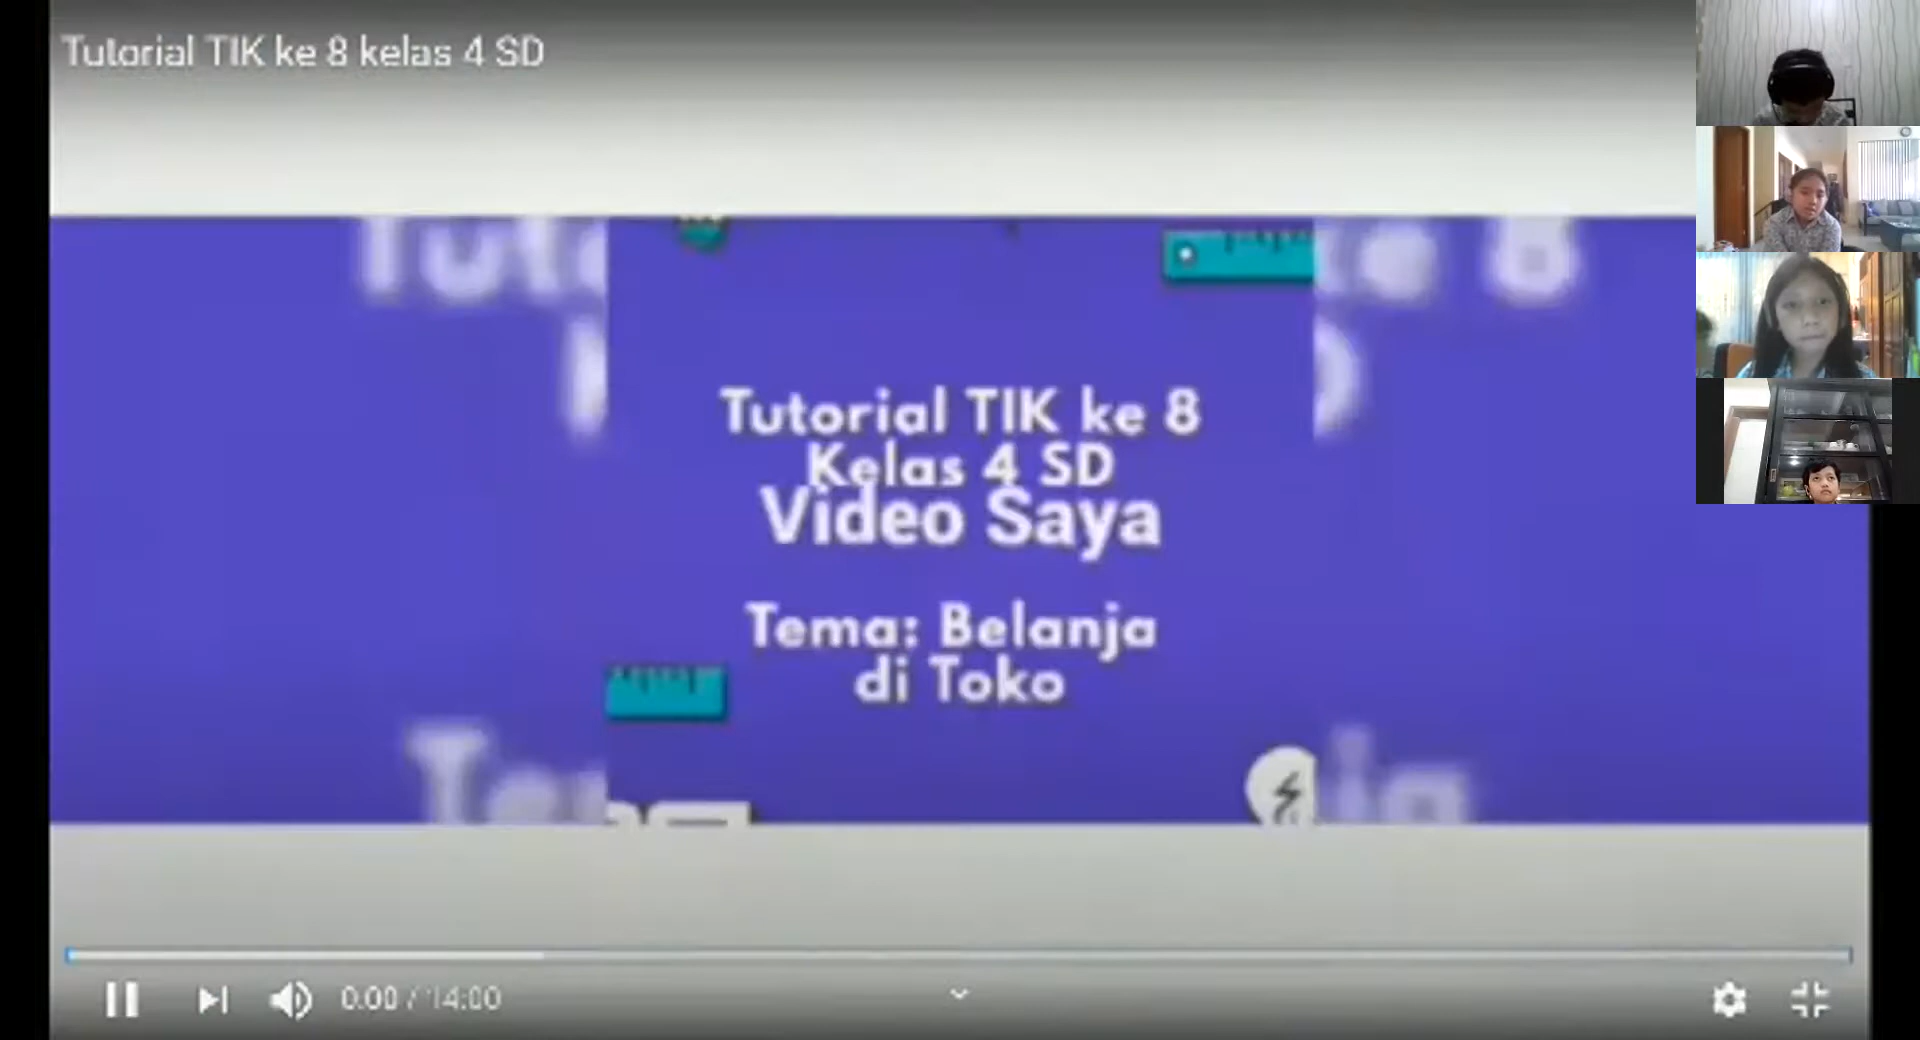 Tutorial TIK ke 8 kelas 4 SD
Tutorial TIK ke 8
Kelas 4 SD
Video Saya
Tema: Belanja
di Toko
0:00 / 14:00